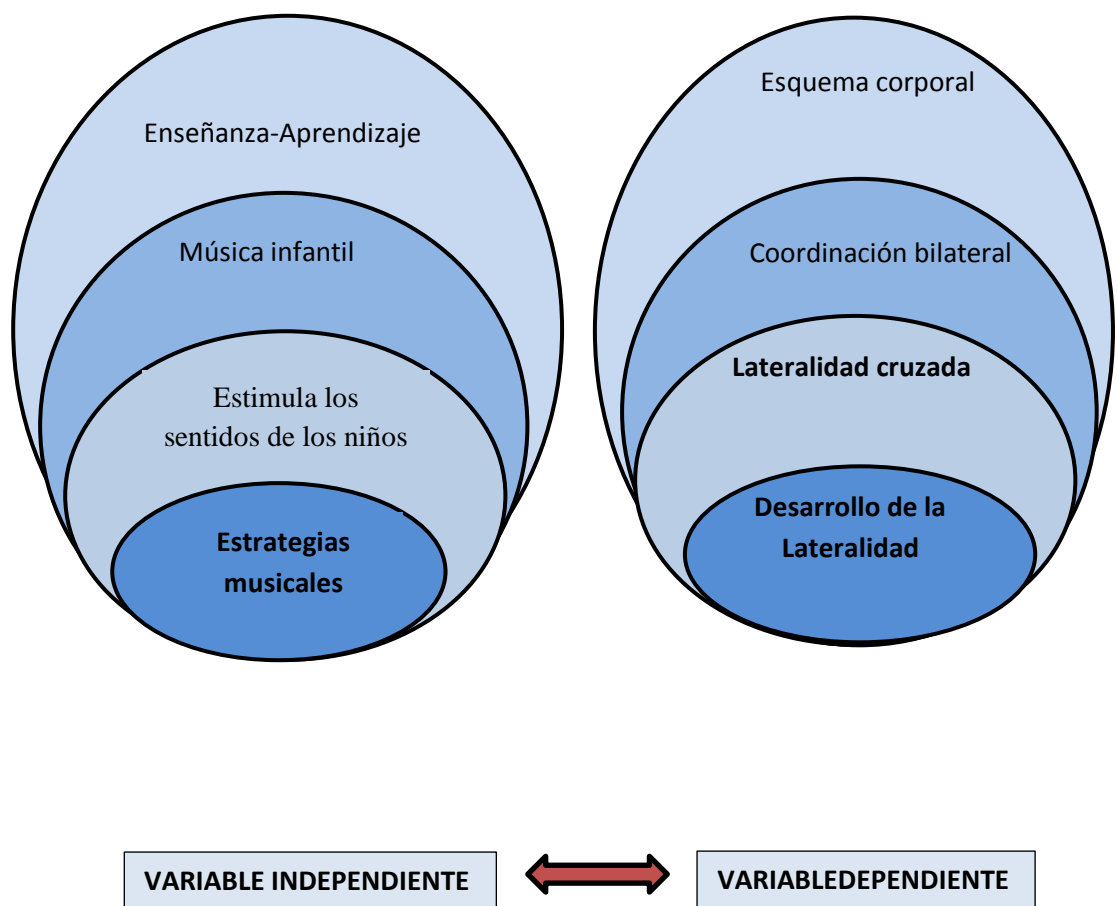 Enseñanza-Aprendizaje
Música infantil
Estimula los
sentidos de los niños
Estrategias
musicales
Esquema corporal
Coordinación bilateral
Lateralidad cruzada
Desarrollo de la
Lateralidad
VARIABLE INDEPENDIENTE
VARIABLEDEPENDIENTE